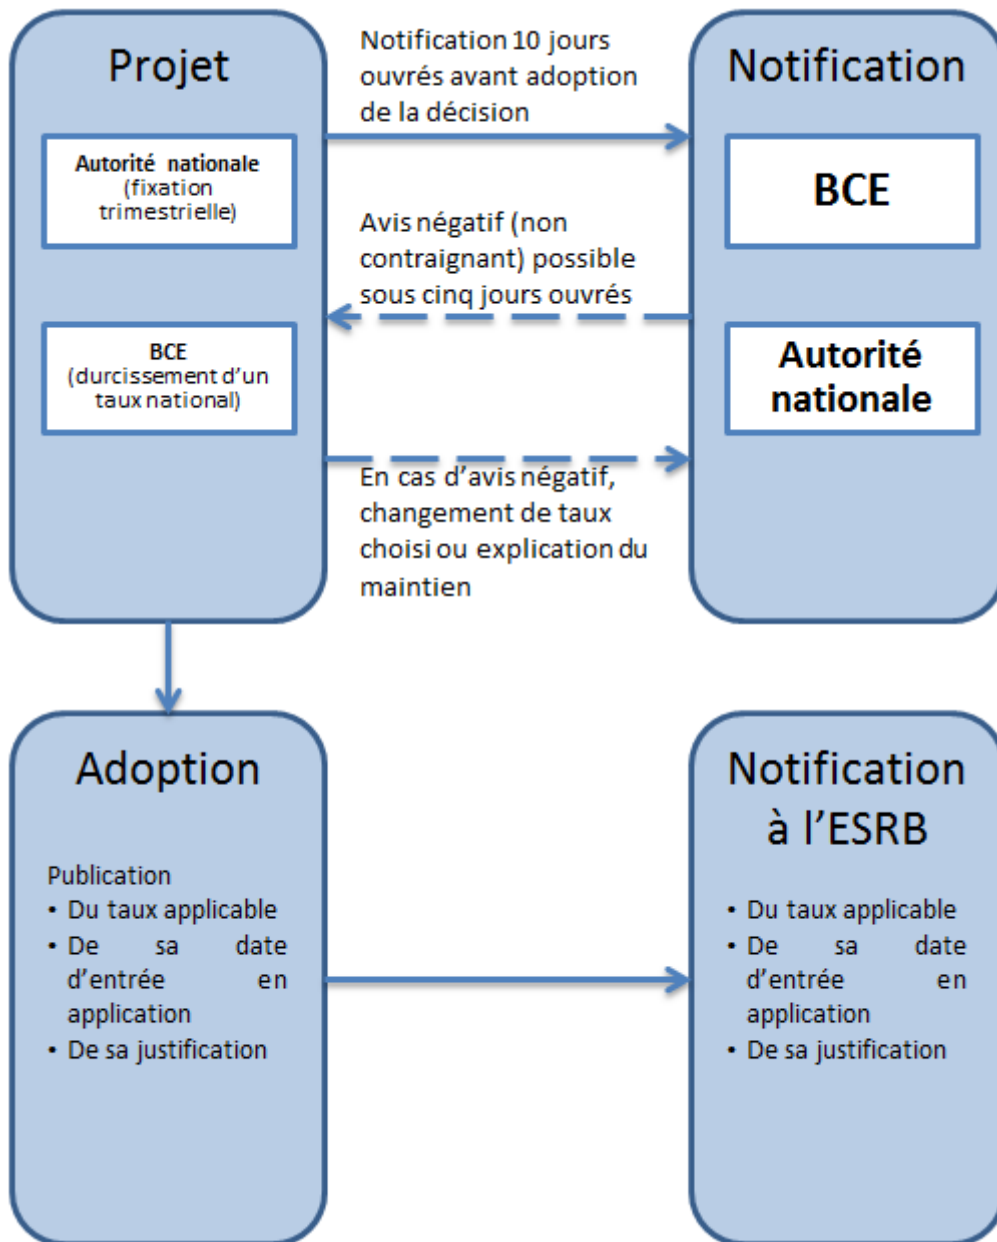 Projet
Autorité nationale
(fixation
trimestrielle)
BCE
(durcissement d'un
taux national)
Notification 10 jours
ouvrés avant adoption
de la décision
Avis négatif (non
contraignant) possible
sous cinq jours ouvrés
En cas d'avis négatif,
changement de taux
choisi ou explication du
maintien
Notification
BCE
Autorité
nationale
Adoption
Publication
• Du taux applicable
• De sa date
d'entrée en
application
• De sa justification
Notification
à l'ESRB
• Du taux applicable
• De sa date
d'entrée en
application
• De sa justification